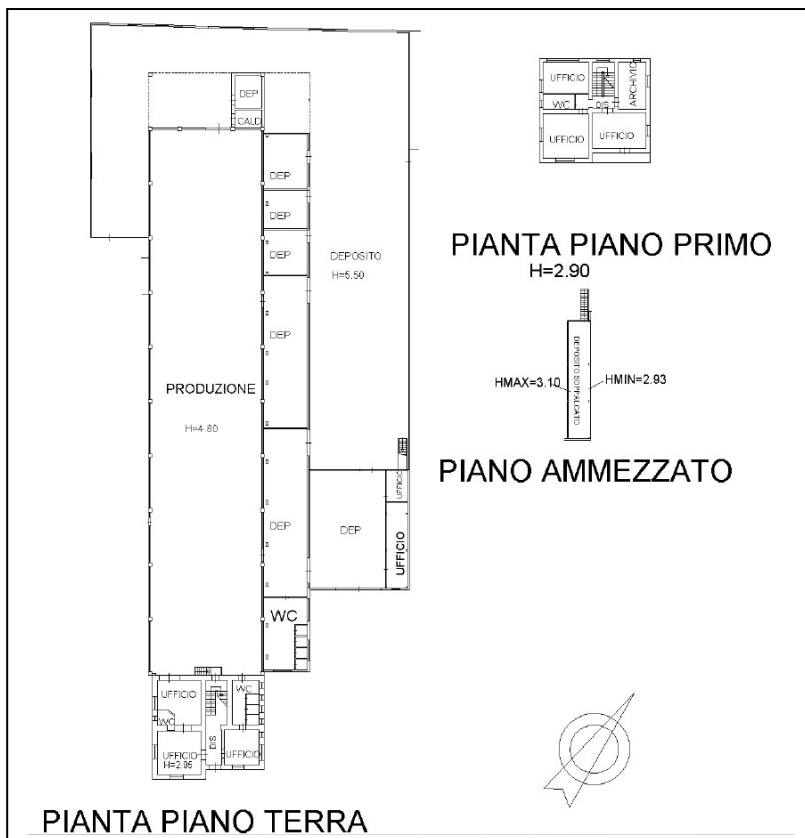 DEP
CALD
DEP
DEP
DEP
DEPOSITO
H=5.50
DEP
PRODUZIONE
H=4.80
DEP
DEP
UFFICIO
UFFICIO
WC
UFFICIO
WC
WC
UFFICIO
H=2.85
DIS
UFFICIO
PIANTA PIANO TERRA
UFFICIO
ARCHIVIO
WC
DIS
UFFICIO
UFFICIO
PIANTA PIANO PRIMO
H=2.90
DEPOSITO SOPPALCATO
HMAX=3.10
HMIN=2.93
PIANO AMMEZZATO